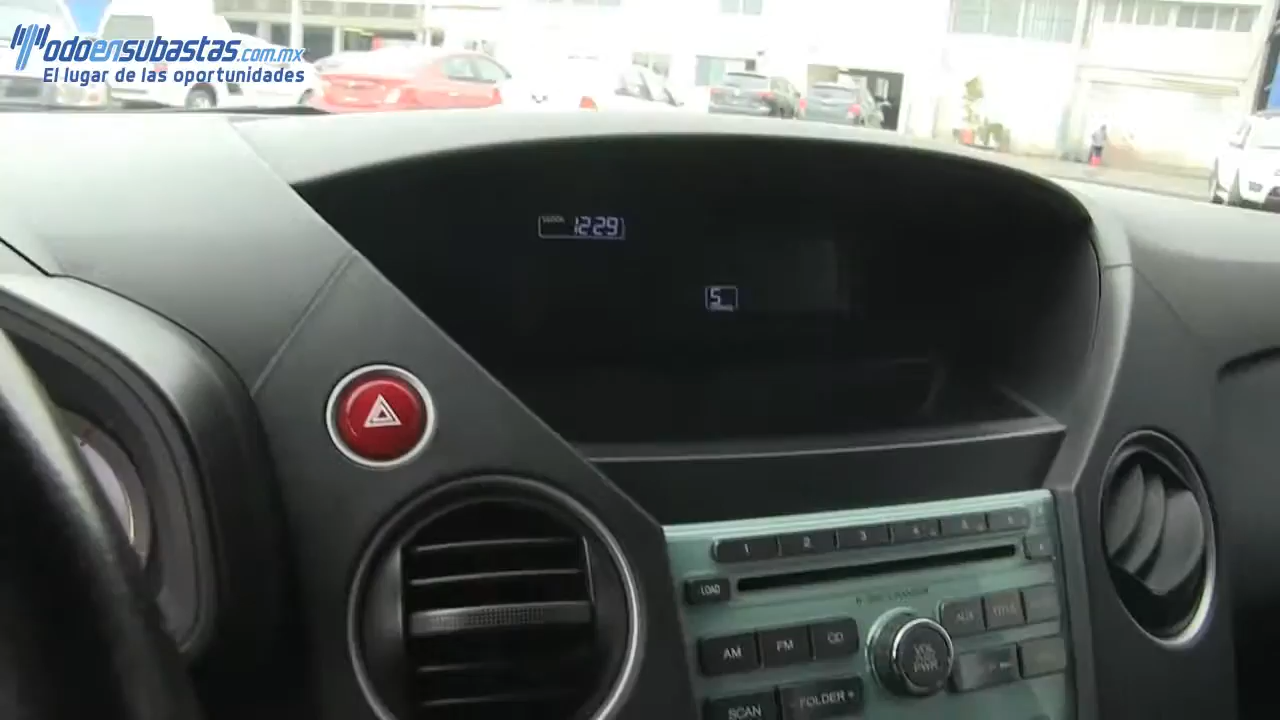 Todoensubastas.com.mx
El lugar de las oportunidades
CLOCK 12:29
5
1 2 3 4 5 6
LOAD
AM FM CD
AUX TITLE
VOL
PWR
SCAN FOLDER +